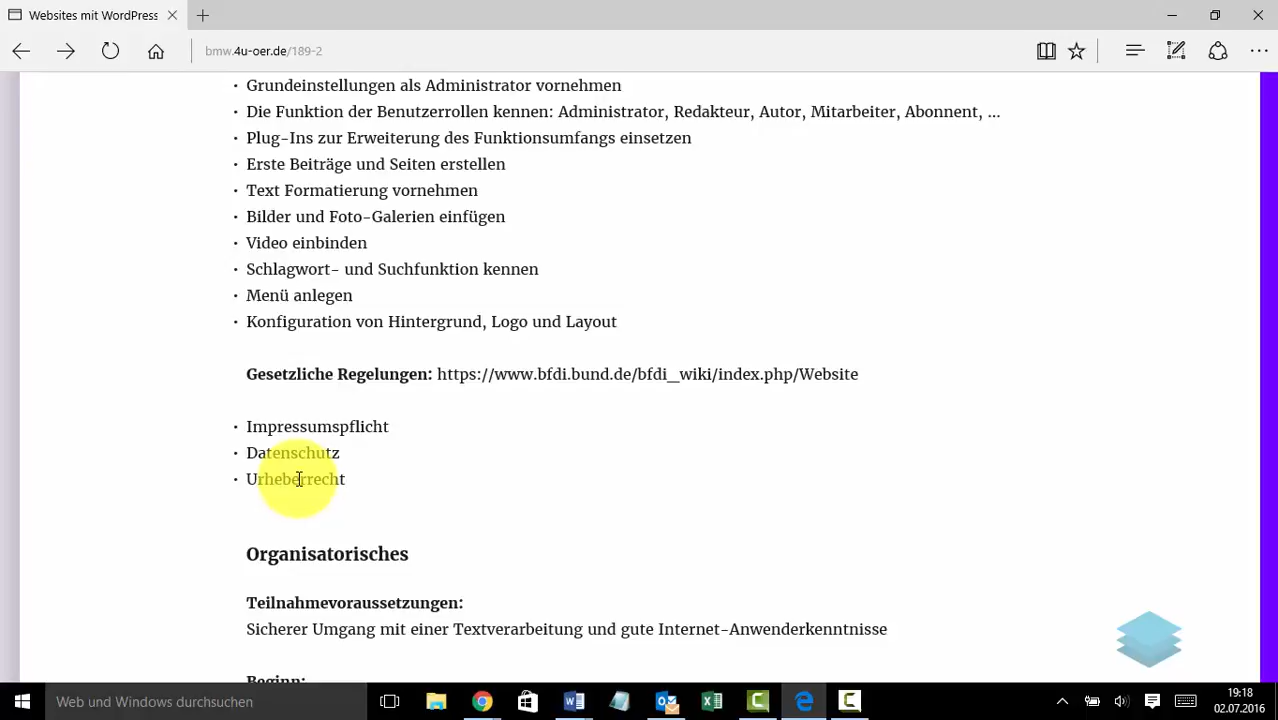 Websites mit WordPress
bmw.4u-oer.de/189-2
• Grundeinstellungen als Administrator vornehmen
• Die Funktion der Benutzerrollen kennen: Administrator, Redakteur, Autor, Mitarbeiter, Abonnent, ...
• Plug-Ins zur Erweiterung des Funktionsumfangs einsetzen
• Erste Beiträge und Seiten erstellen
• Text Formatierung vornehmen
• Bilder und Foto-Galerien einfügen
• Video einbinden
• Schlagwort- und Suchfunktion kennen
• Menü anlegen
• Konfiguration von Hintergrund, Logo und Layout
Gesetzliche Regelungen: https://www.bfdi.bund.de/bfdi_wiki/index.php/Website
• Impressumspflicht
• Datenschutz
• Urheberrecht
Organisatorisches
Teilnahmevoraussetzungen:
Sicherer Umgang mit einer Textverarbeitung und gute Internet-Anwenderkenntnisse
Beginn:
Web und Windows durchsuchen
19:18
02.07.2016